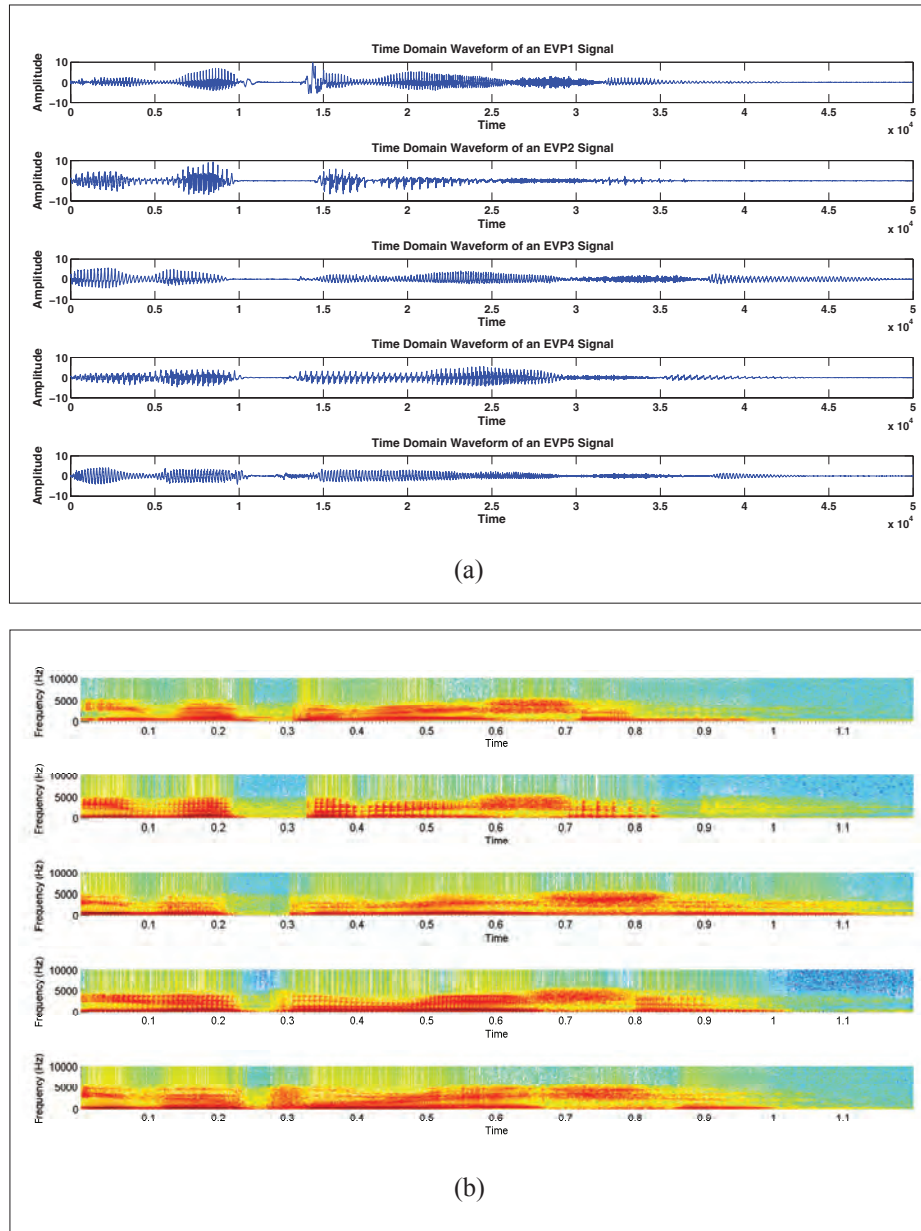 Time Domain Waveform of an EVP1 Signal
10
0
−10
Amplitude
0 0.5 1 1.5 2 2.5 3 3.5 4 4.5 5
Time
x 10⁴
Time Domain Waveform of an EVP2 Signal
10
0
−10
Amplitude
0 0.5 1 1.5 2 2.5 3 3.5 4 4.5 5
Time
x 10⁴
Time Domain Waveform of an EVP3 Signal
10
0
−10
Amplitude
0 0.5 1 1.5 2 2.5 3 3.5 4 4.5 5
Time
x 10⁴
Time Domain Waveform of an EVP4 Signal
10
0
−10
Amplitude
0 0.5 1 1.5 2 2.5 3 3.5 4 4.5 5
Time
x 10⁴
Time Domain Waveform of an EVP5 Signal
10
0
−10
Amplitude
0 0.5 1 1.5 2 2.5 3 3.5 4 4.5 5
Time
x 10⁴
(a)
10000
5000
0
Frequency (Hz)
0.1 0.2 0.3 0.4 0.5 0.6 0.7 0.8 0.9 1 1.1
Time
10000
5000
0
Frequency (Hz)
0.1 0.2 0.3 0.4 0.5 0.6 0.7 0.8 0.9 1 1.1
Time
10000
5000
0
Frequency (Hz)
0.1 0.2 0.3 0.4 0.5 0.6 0.7 0.8 0.9 1 1.1
Time
10000
5000
0
Frequency (Hz)
0.1 0.2 0.3 0.4 0.5 0.6 0.7 0.8 0.9 1 1.1
Time
10000
5000
0
Frequency (Hz)
0.1 0.2 0.3 0.4 0.5 0.6 0.7 0.8 0.9 1 1.1
Time
(b)